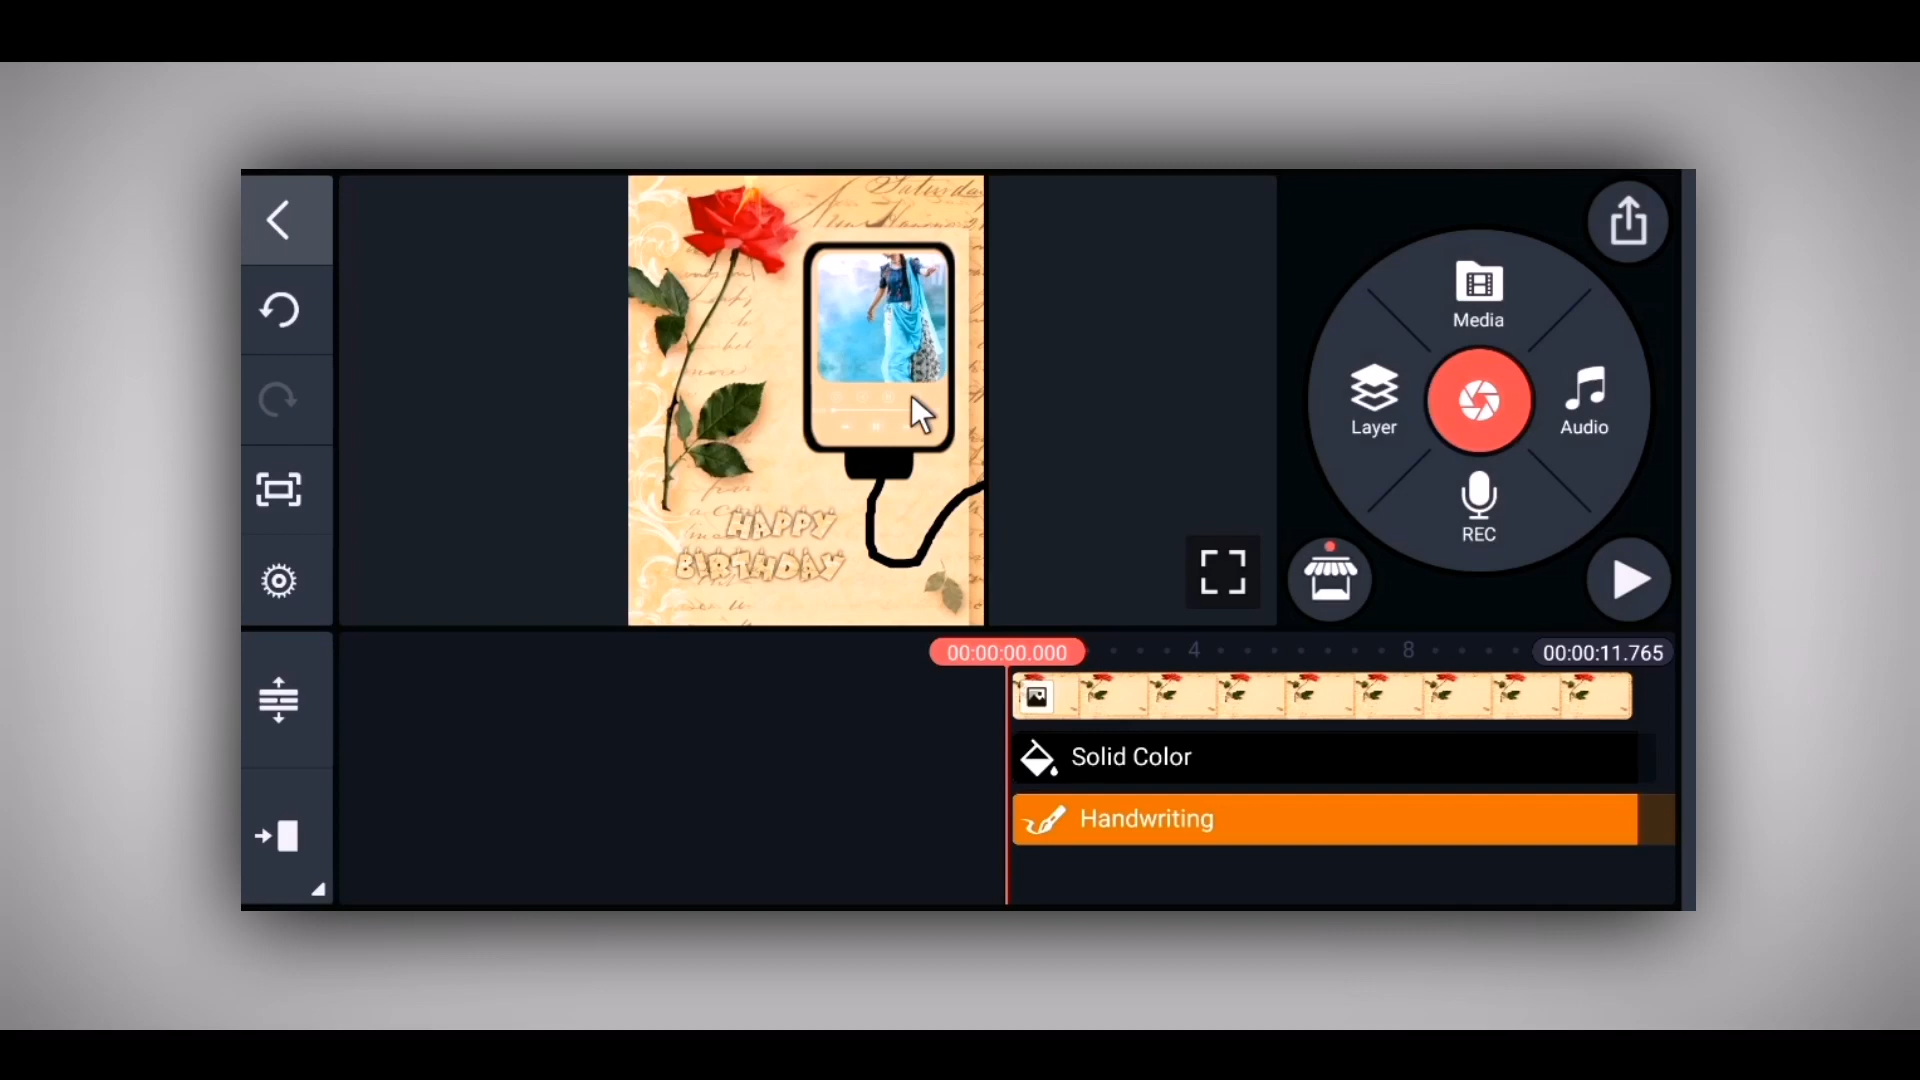 Saturday
HAPPY
BIRTHDAY
Media
Layer
Audio
REC
00:00:00.000
4
8
00:00:11.765
Solid Color
Handwriting